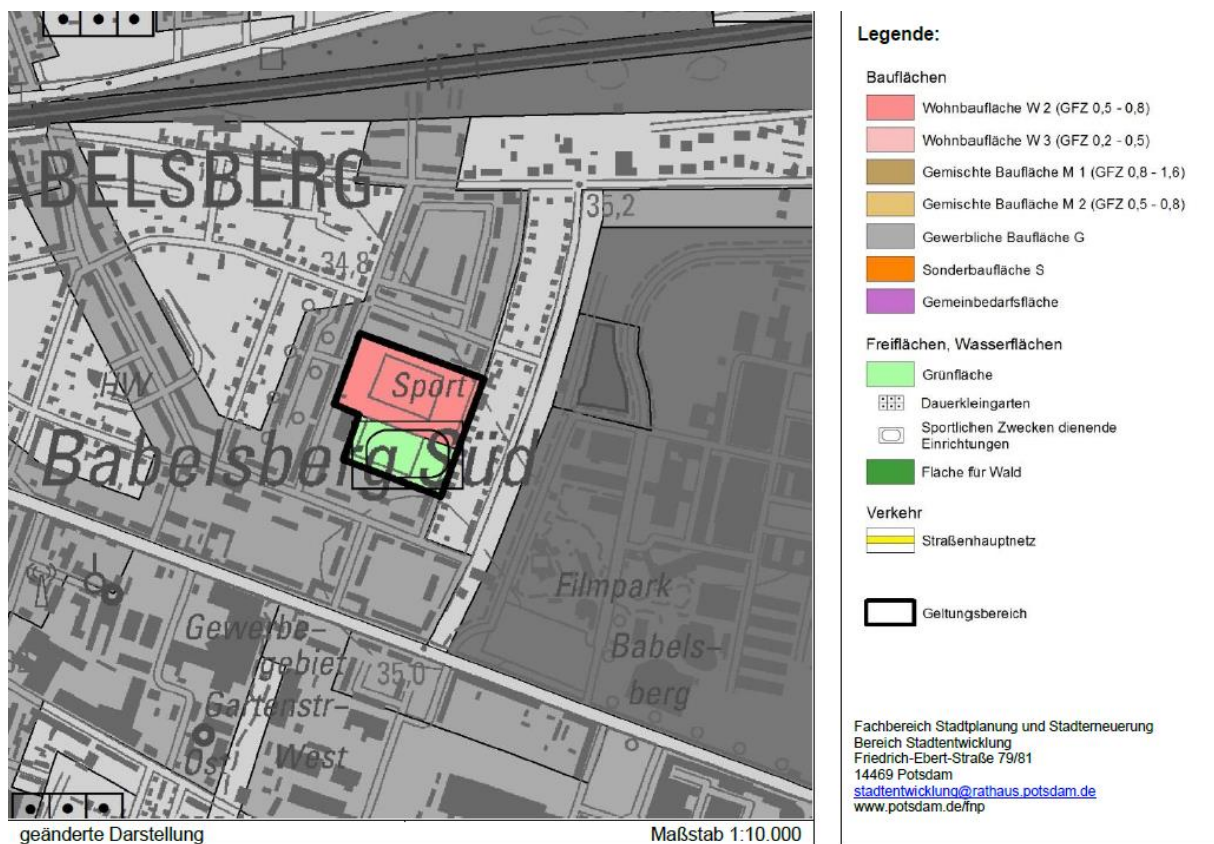 ABELSBERG
35,2
34,8
HW
Sport
Babelsberg Süd
Filmpark
Babels-
berg
Gewerbe-
gebiet
Gartenstr-
Ost West
35,0
geänderte Darstellung
Maßstab 1:10.000
Legende:
Bauflächen
Wohnbaufläche W 2 (GFZ 0,5 - 0,8)
Wohnbaufläche W 3 (GFZ 0,2 - 0,5)
Gemischte Baufläche M 1 (GFZ 0,8 - 1,6)
Gemischte Baufläche M 2 (GFZ 0,5 - 0,8)
Gewerbliche Baufläche G
Sonderbaufläche S
Gemeinbedarfsfläche
Freiflächen, Wasserflächen
Grünfläche
Dauerkleingarten
Sportlichen Zwecken dienende
Einrichtungen
Fläche für Wald
Verkehr
Straßenhauptnetz
Geltungsbereich
Fachbereich Stadtplanung und Stadterneuerung
Bereich Stadtentwicklung
Friedrich-Ebert-Straße 79/81
14469 Potsdam
stadtentwicklung@rathaus.potsdam.de
www.potsdam.de/fnp